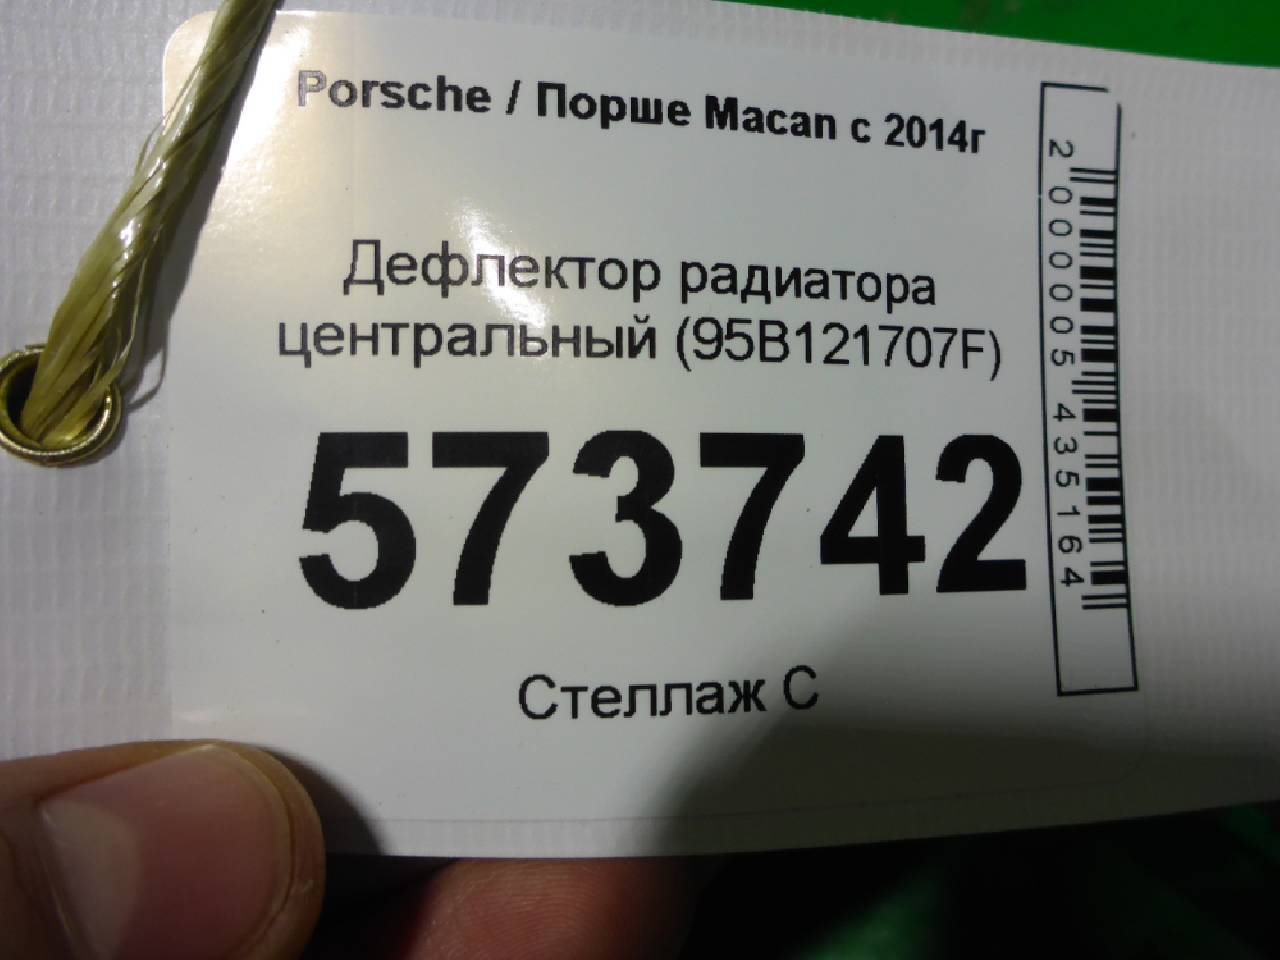 Porsche / Порше Macan с 2014г
Дефлектор радиатора
центральный (95B121707F)
573742
Стеллаж С
2000005435164